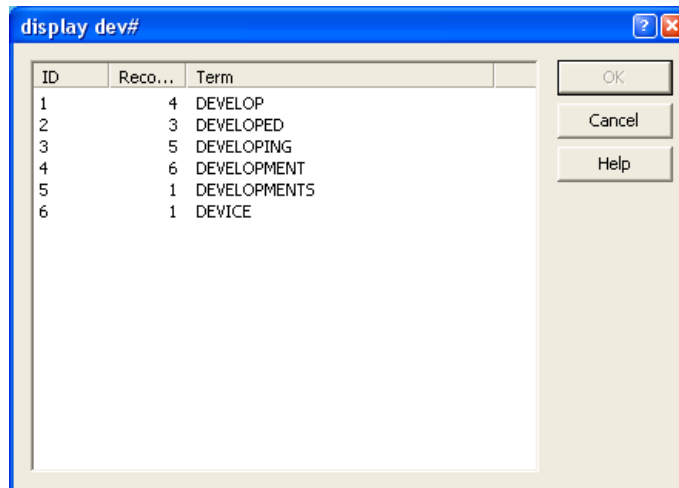 display dev#
ID Reco... Term
OK
1 4 DEVELOP
2 3 DEVELOPED
Cancel
3 5 DEVELOPING
4 6 DEVELOPMENT
Help
5 1 DEVELOPMENTS
6 1 DEVICE